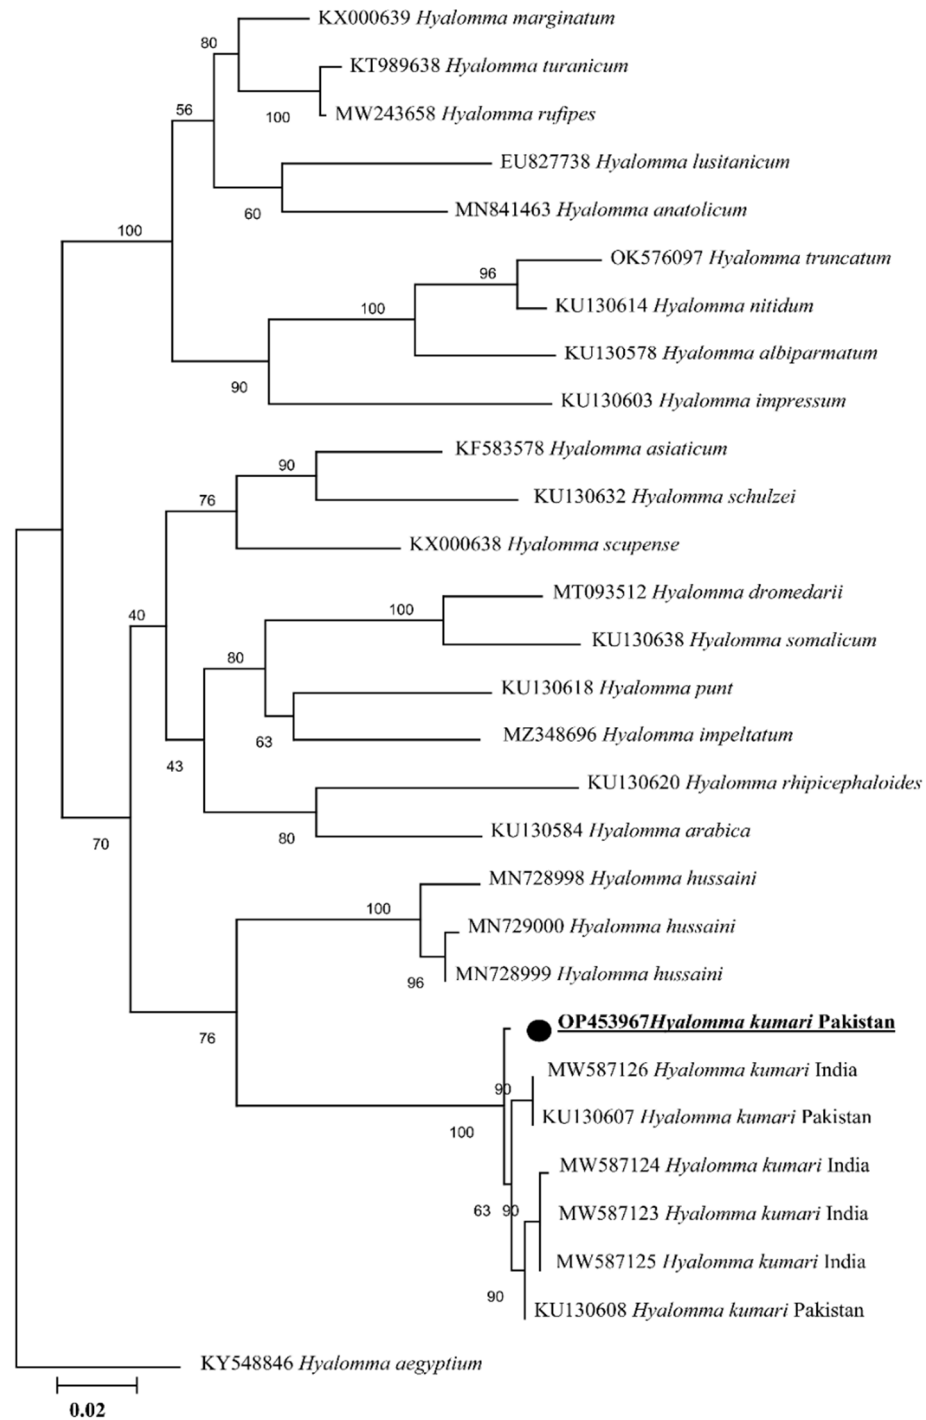 KX000639 Hyalomma marginatum
80
KT989638 Hyalomma turanicum
56
100
MW243658 Hyalomma rufipes
EU827738 Hyalomma lusitanicum
60
MN841463 Hyalomma anatolicum
100
OK576097 Hyalomma truncatum
96
100
KU130614 Hyalomma nitidum
KU130578 Hyalomma albiparmatum
90
KU130603 Hyalomma impressum
KF583578 Hyalomma asiaticum
90
76
KU130632 Hyalomma schulzei
KX000638 Hyalomma scupense
MT093512 Hyalomma dromedarii
40
100
KU130638 Hyalomma somalicum
80
KU130618 Hyalomma punt
63
MZ348696 Hyalomma impeltatum
43
KU130620 Hyalomma rhipicephaloides
80
KU130584 Hyalomma arabica
70
MN728998 Hyalomma hussaini
100
MN729000 Hyalomma hussaini
96
MN728999 Hyalomma hussaini
76
OP453967Hyalomma kumari Pakistan
MW587126 Hyalomma kumari India
90
KU130607 Hyalomma kumari Pakistan
100
MW587124 Hyalomma kumari India
63
90
MW587123 Hyalomma kumari India
MW587125 Hyalomma kumari India
90
KU130608 Hyalomma kumari Pakistan
KY548846 Hyalomma aegyptium
0.02